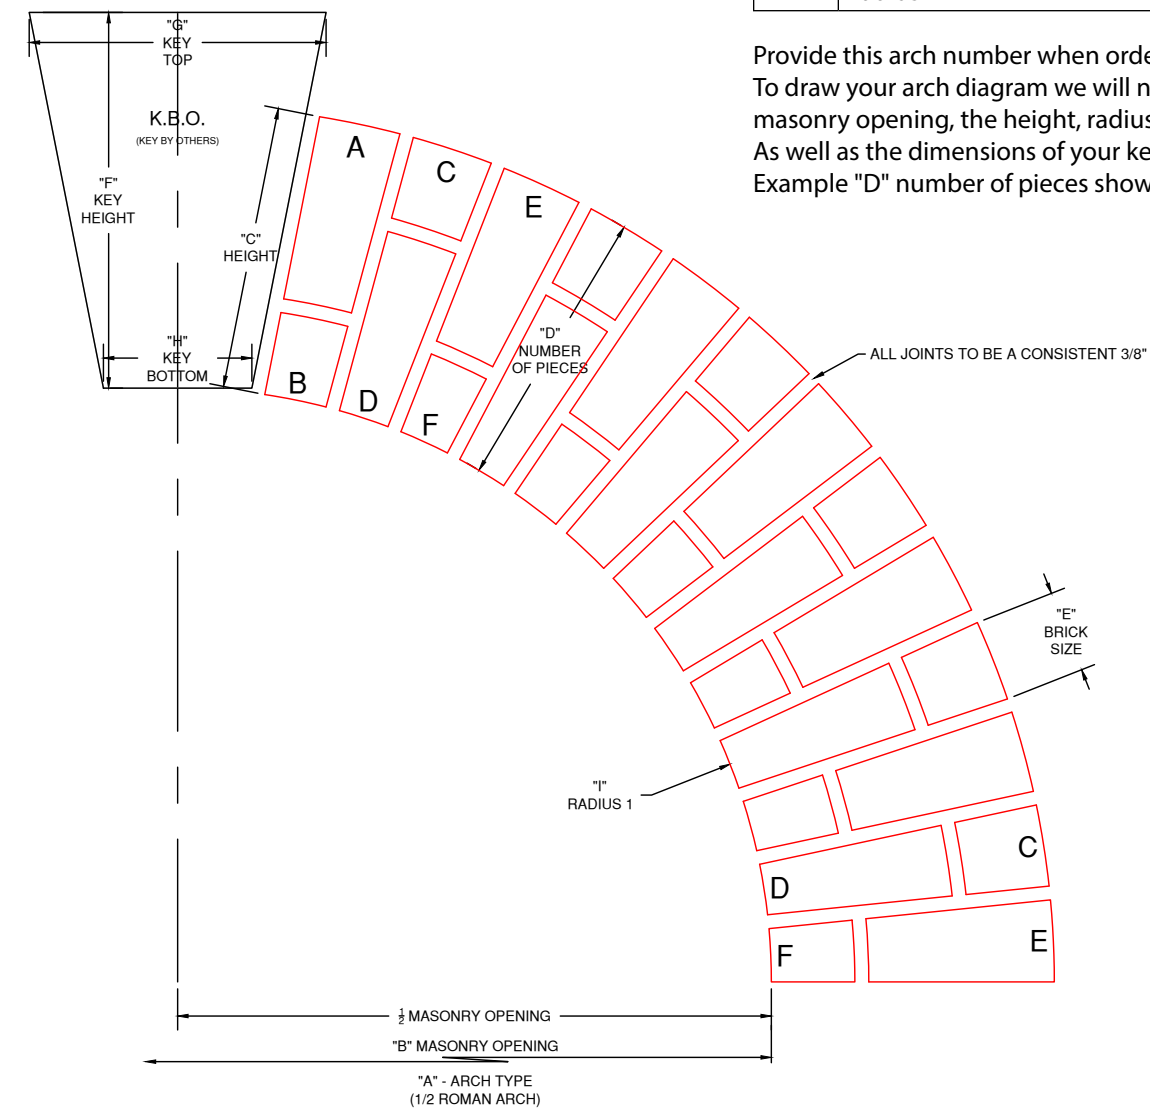 Provide this arch number when orde
To draw your arch diagram we will n
masonry opening, the height, radius
As well as the dimensions of your ke
Example "D" number of pieces show
"G"
KEY
TOP
K.B.O.
(KEY BY OTHERS)
"F"
KEY
HEIGHT
"C"
HEIGHT
"H"
KEY
BOTTOM
A
C
E
B
D
F
"D"
NUMBER
OF PIECES
ALL JOINTS TO BE A CONSISTENT 3/8"
"E"
BRICK
SIZE
"I"
RADIUS 1
C
D
E
F
½ MASONRY OPENING
"B" MASONRY OPENING
"A" - ARCH TYPE
(1/2 ROMAN ARCH)